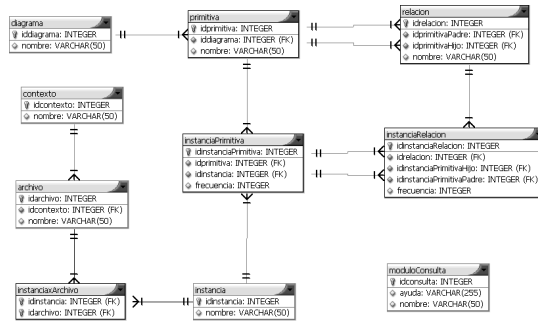 diagrama
iddiagrama: INTEGER
nombre: VARCHAR(50)
primitiva
idprimitiva: INTEGER
iddiagrama: INTEGER (FK)
nombre: VARCHAR(50)
relacion
idrelacion: INTEGER
idprimitivaPadre: INTEGER (FK)
idprimitivaHijo: INTEGER (FK)
nombre: VARCHAR(50)
contexto
idcontexto: INTEGER
nombre: VARCHAR(50)
instanciaPrimitiva
idinstanciaPrimitiva: INTEGER
idprimitiva: INTEGER (FK)
idinstancia: INTEGER (FK)
frecuencia: INTEGER
instanciaRelacion
idinstanciaRelacion: INTEGER
idrelacion: INTEGER (FK)
idinstanciaPrimitivaHijo: INTEGER (FK)
idinstanciaPrimitivaPadre: INTEGER (FK)
frecuencia: INTEGER
archivo
idarchivo: INTEGER
idcontexto: INTEGER (FK)
nombre: VARCHAR(50)
instanciaxArchivo
idinstancia: INTEGER (FK)
idarchivo: INTEGER (FK)
instancia
idinstancia: INTEGER
nombre: VARCHAR(50)
moduloConsulta
idconsulta: INTEGER
ayuda: VARCHAR(255)
nombre: VARCHAR(50)